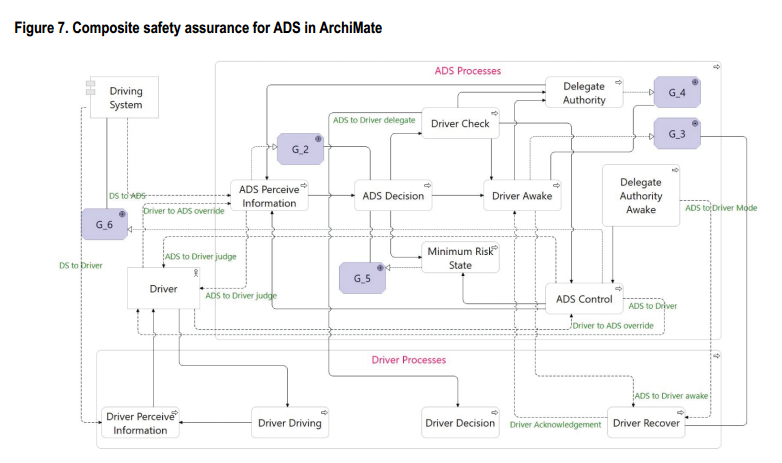 Figure 7. Composite safety assurance for ADS in ArchiMate
ADS Processes
Driving
System
Delegate
Authority
G_4
ADS to Driver delegate
Driver Check
G_3
G_2
DS to ADS
ADS Perceive
Information
ADS Decision
Driver Awake
Delegate
Authority
Awake
ADS to Driver Mode
Driver to ADS override
G_6
ADS to Driver judge
Minimum Risk
State
DS to Driver
G_5
Driver
ADS to Driver judge
ADS Control
ADS to Driver
Driver to ADS override
Driver Processes
ADS to Driver awake
Driver Perceive
Information
Driver Driving
Driver Decision
Driver Acknowledgement
Driver Recover